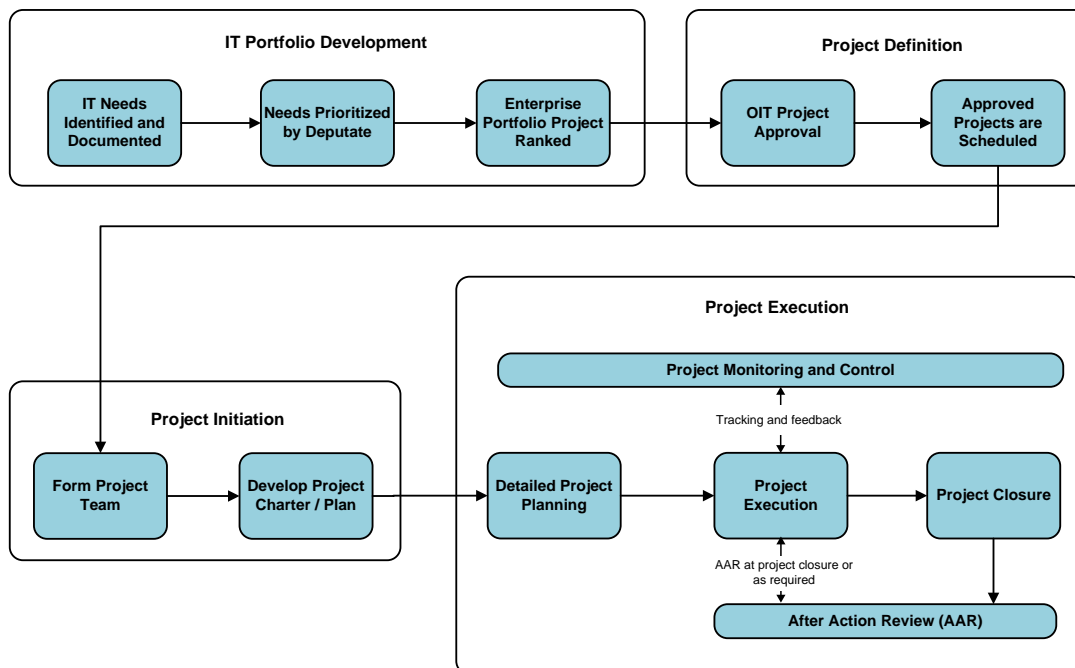 IT Portfolio Development
IT Needs
Identified and
Documented
Needs Prioritized
by Deputate
Enterprise
Portfolio Project
Ranked
Project Definition
OIT Project
Approval
Approved
Projects are
Scheduled
Project Initiation
Form Project
Team
Develop Project
Charter / Plan
Project Execution
Project Monitoring and Control
Tracking and feedback
Detailed Project
Planning
Project
Execution
Project Closure
AAR at project closure or
as required
After Action Review (AAR)